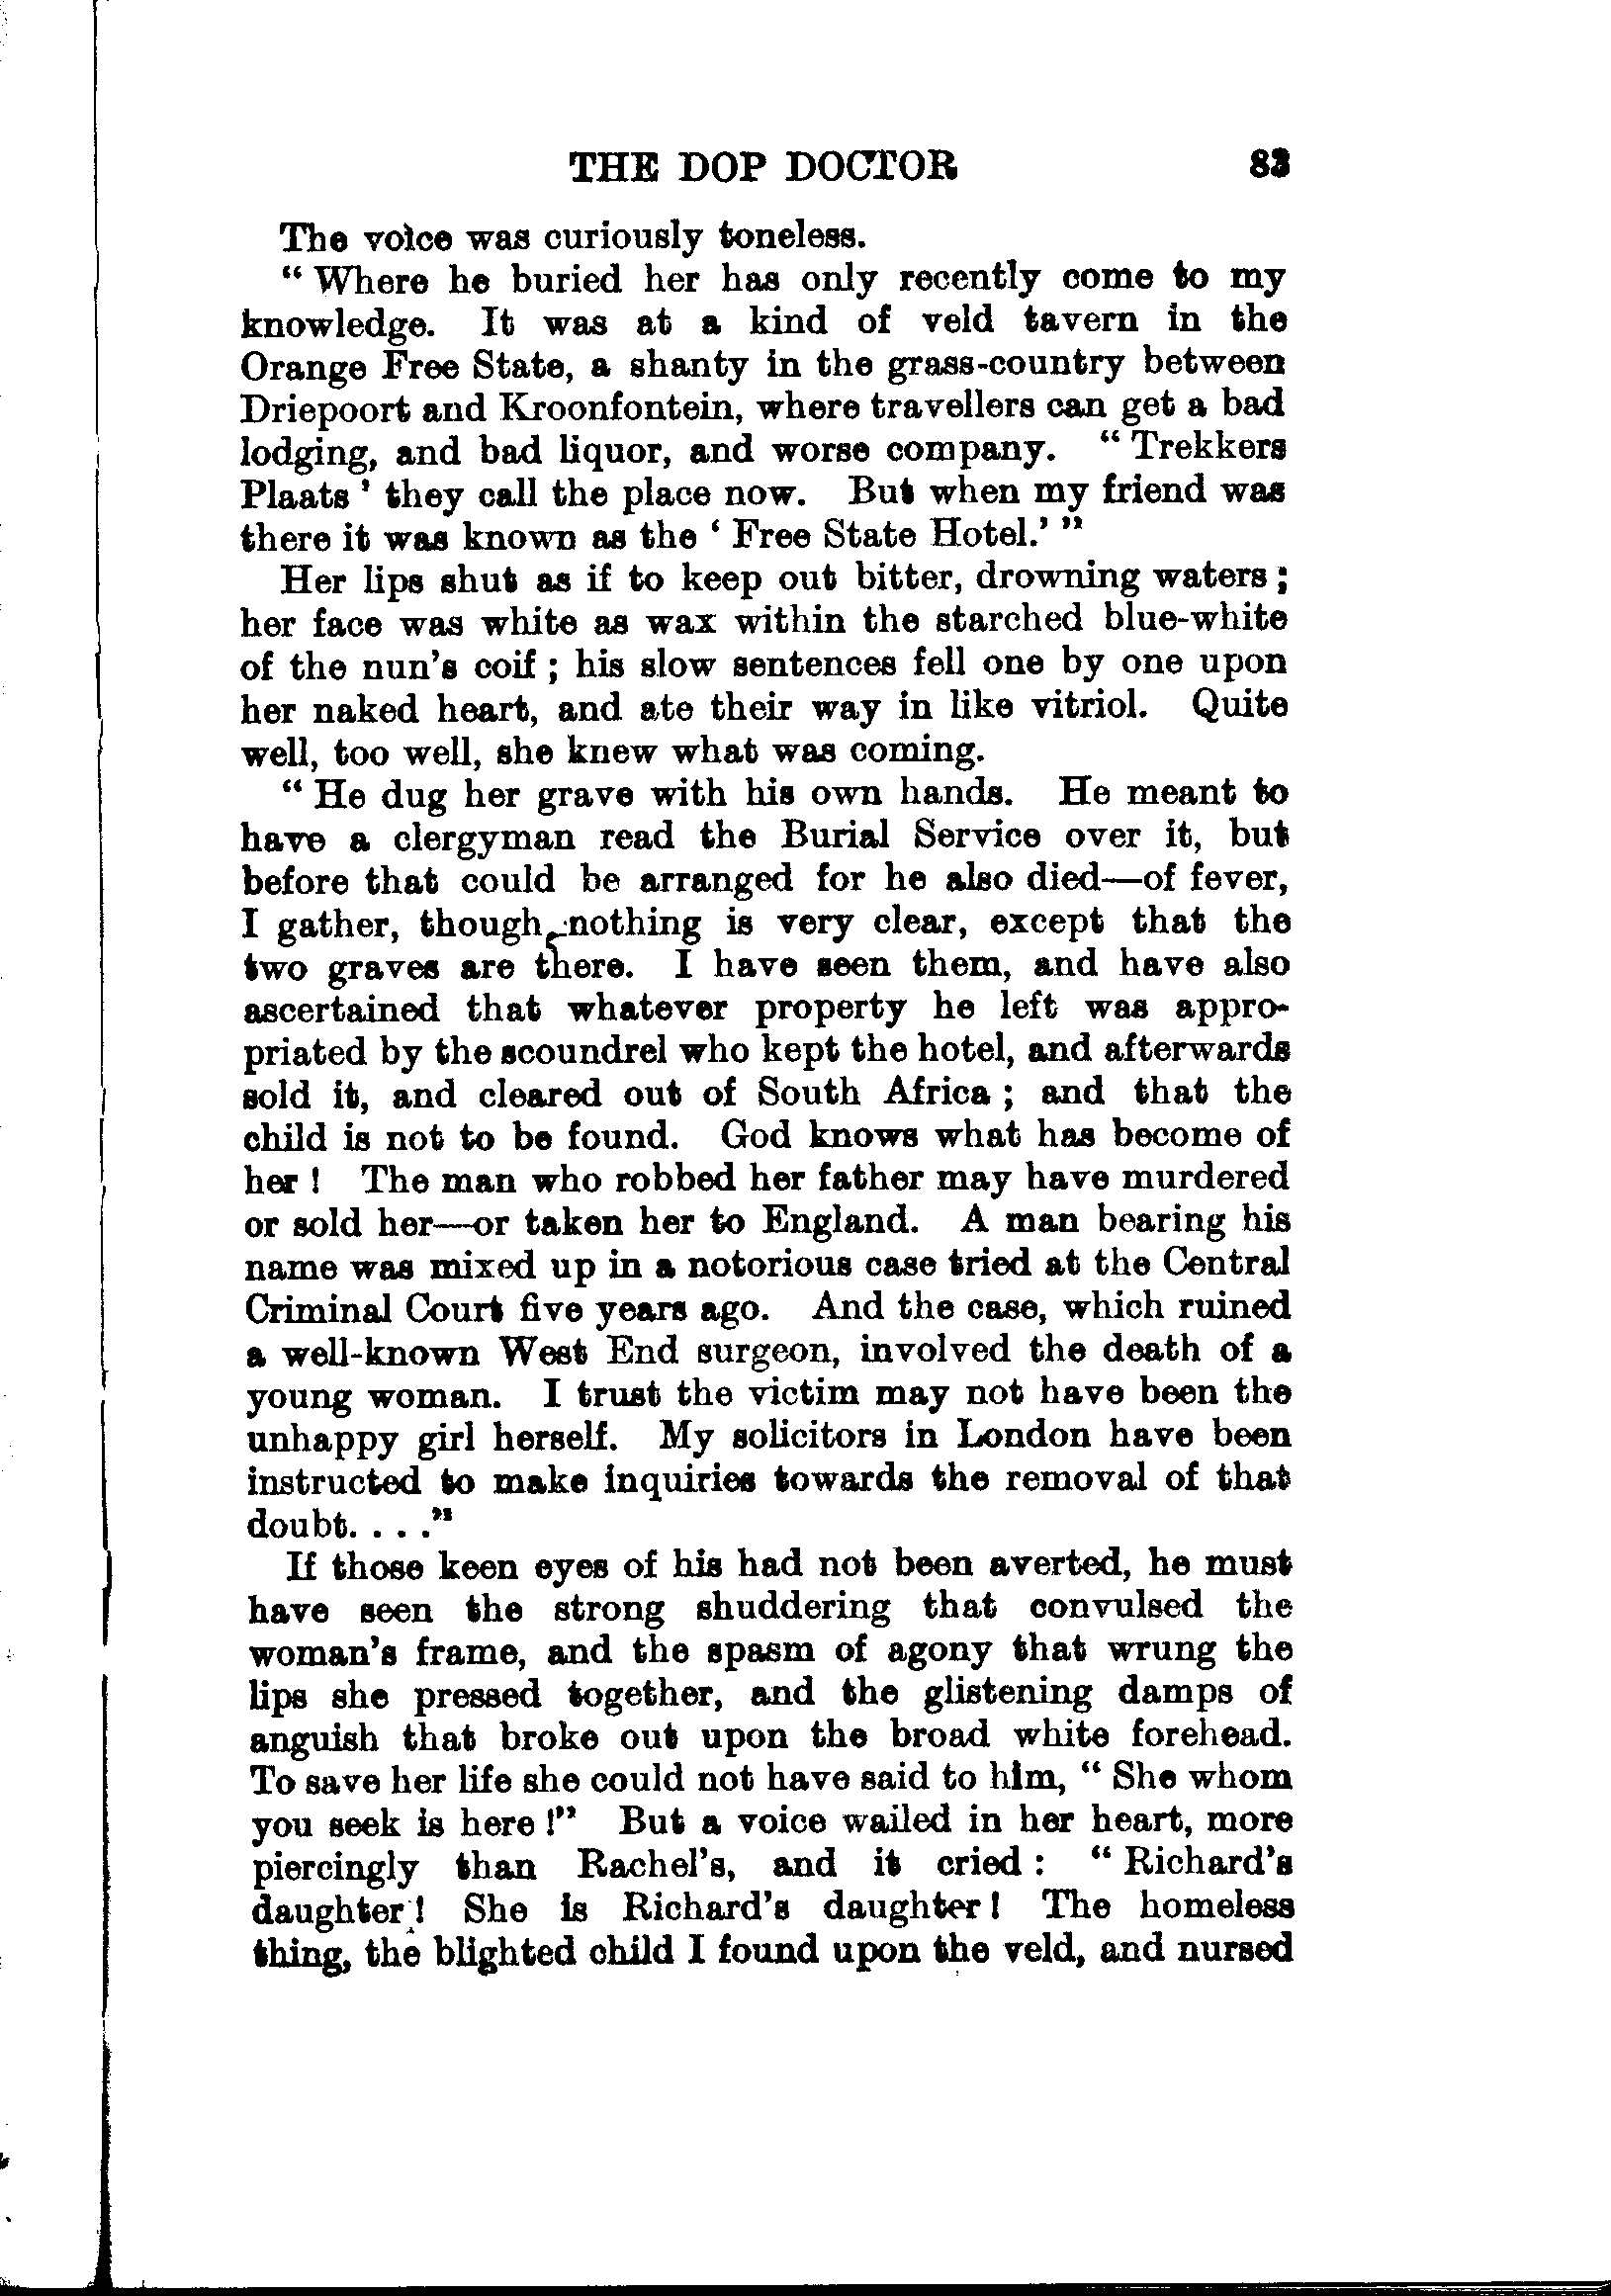 THE DOP DOCTOR 83
The voice was curiously toneless.
“ Where he buried her has only recently come to my
knowledge. It was at a kind of veld tavern in the
Orange Free State, a shanty in the grass-country between
Driepoort and Kroonfontein, where travellers can get a bad
lodging, and bad liquor, and worse company. “ Trekkers
Plaats ’ they call the place now. But when my friend was
there it was known as the ‘ Free State Hotel.’ ”
Her lips shut as if to keep out bitter, drowning waters ;
her face was white as wax within the starched blue-white
of the nun’s coif ; his slow sentences fell one by one upon
her naked heart, and ate their way in like vitriol. Quite
well, too well, she knew what was coming.
“ He dug her grave with his own hands. He meant to
have a clergyman read the Burial Service over it, but
before that could be arranged for he also died—of fever,
I gather, though nothing is very clear, except that the
two graves are there. I have seen them, and have also
ascertained that whatever property he left was appro-
priated by the scoundrel who kept the hotel, and afterwards
sold it, and cleared out of South Africa ; and that the
child is not to be found. God knows what has become of
her ! The man who robbed her father may have murdered
or sold her—or taken her to England. A man bearing his
name was mixed up in a notorious case tried at the Central
Criminal Court five years ago. And the case, which ruined
a well-known West End surgeon, involved the death of a
young woman. I trust the victim may not have been the
unhappy girl herself. My solicitors in London have been
instructed to make inquiries towards the removal of that
doubt. . . .”
If those keen eyes of his had not been averted, he must
have seen the strong shuddering that convulsed the
woman’s frame, and the spasm of agony that wrung the
lips she pressed together, and the glistening damps of
anguish that broke out upon the broad white forehead.
To save her life she could not have said to him, “ She whom
you seek is here !” But a voice wailed in her heart, more
piercingly than Rachel’s, and it cried : “ Richard’s
daughter ! She is Richard’s daughter ! The homeless
thing, the blighted child I found upon the veld, and nursed